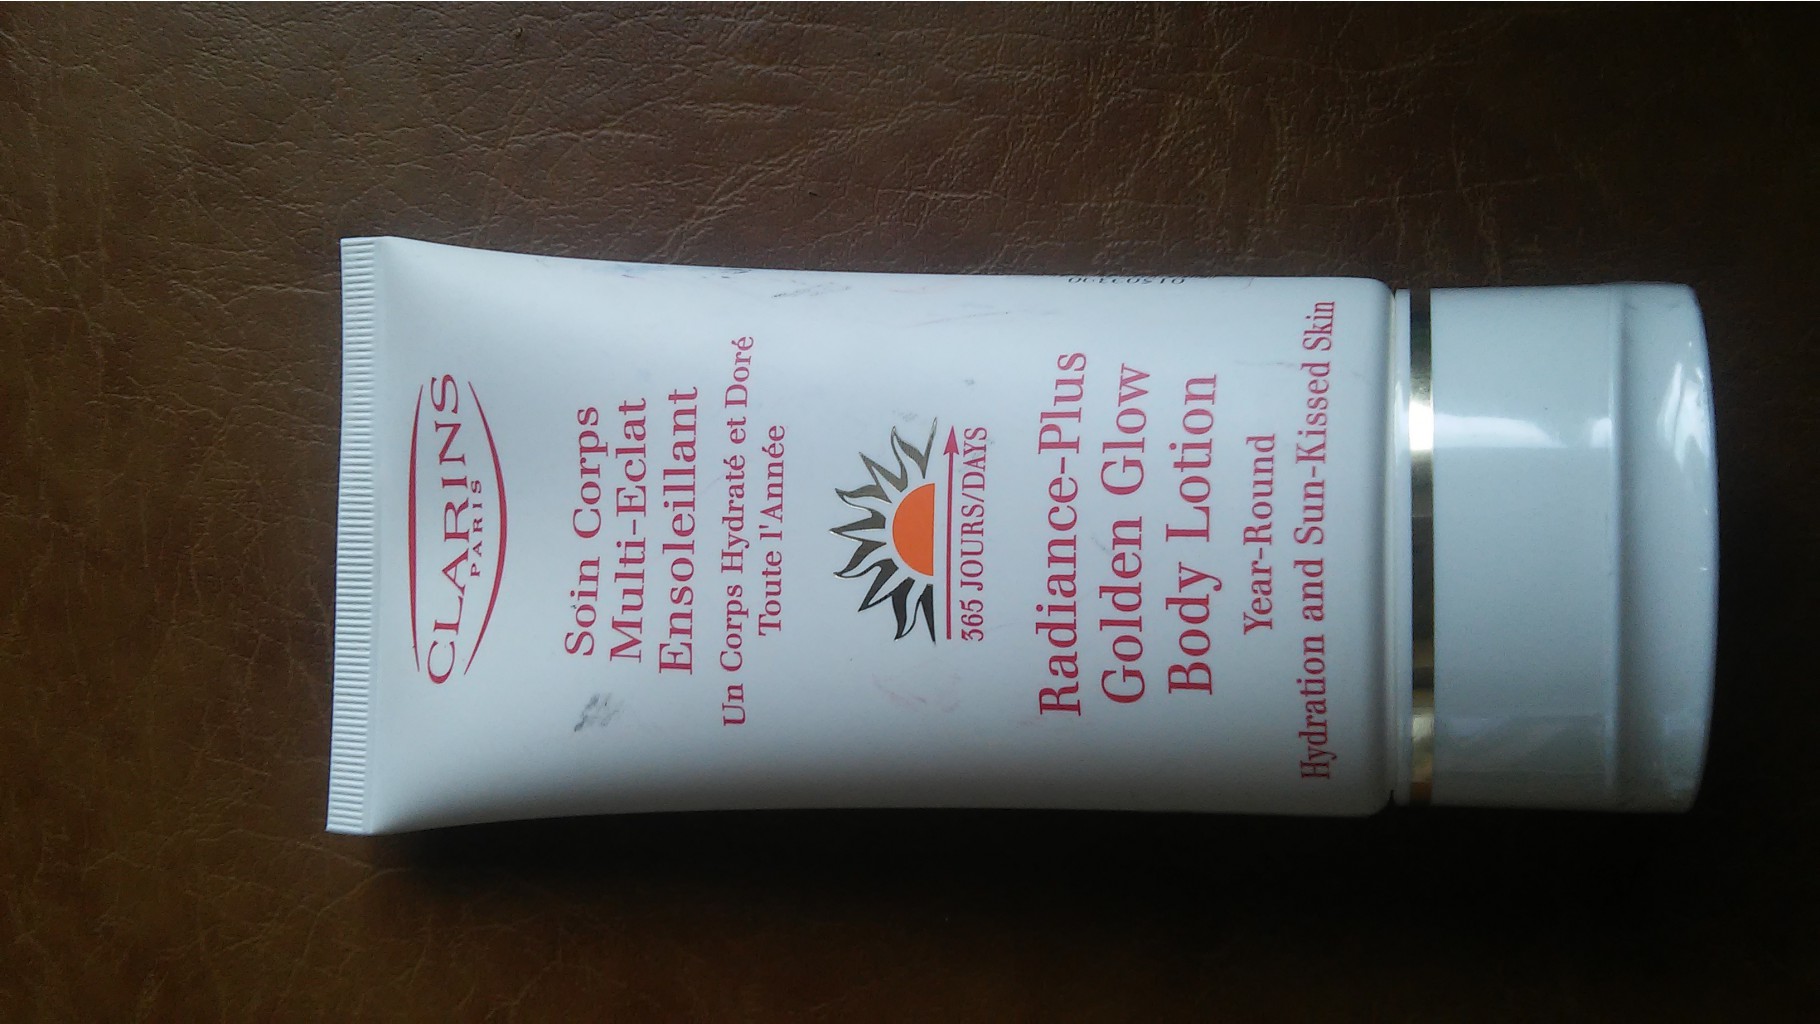 CLARINS
PARIS
Soin Corps
Multi-Eclat
Ensoleillant
Un Corps Hydraté et Doré
Toute l'Année
365 JOURS/DAYS
Radiance-Plus
Golden Glow
Body Lotion
Year-Round
Hydration and Sun-Kissed Skin